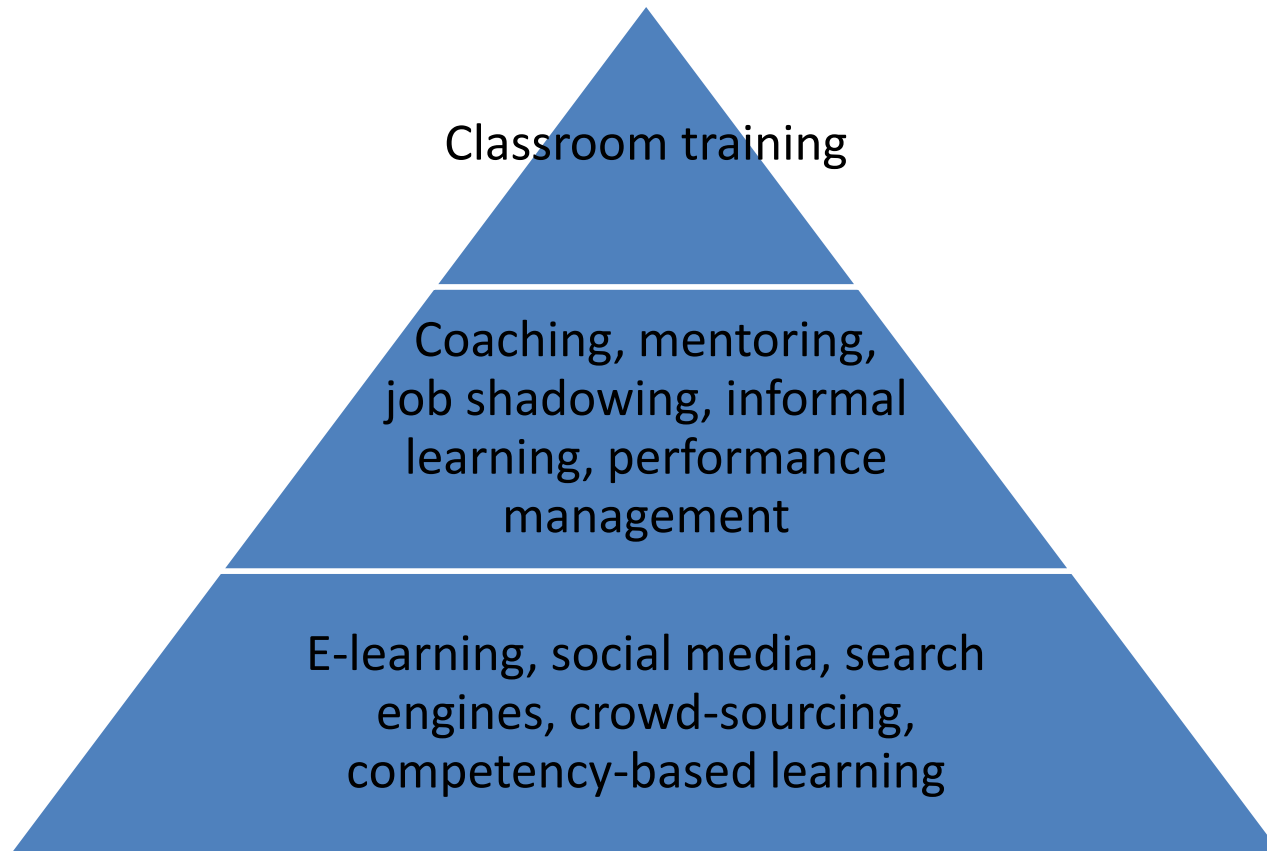 Classroom training
Coaching, mentoring,
job shadowing, informal
learning, performance
management
E-learning, social media, search
engines, crowd-sourcing,
competency-based learning